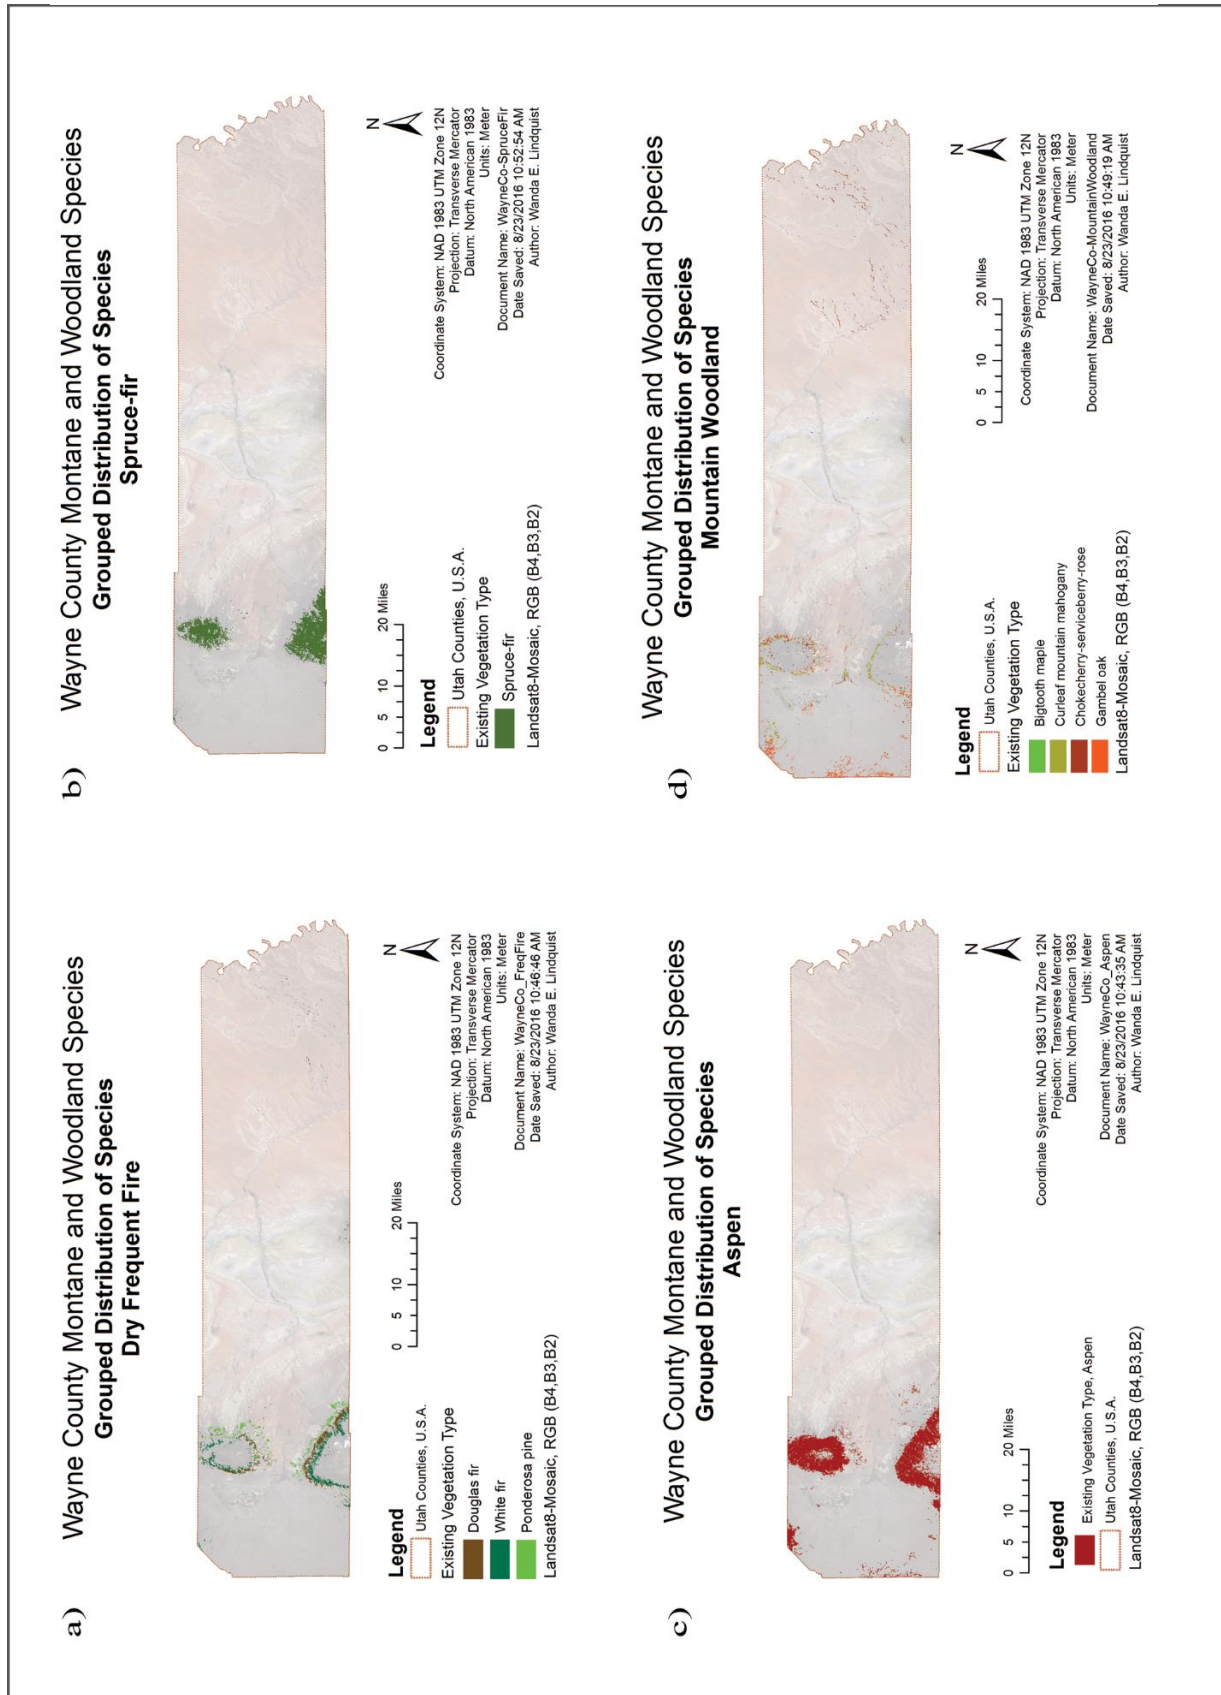 a)
Wayne County Montane and Woodland Species
Grouped Distribution of Species
Dry Frequent Fire
Legend
Utah Counties, U.S.A.
Existing Vegetation Type
Douglas fir
White fir
Ponderosa pine
Landsat8-Mosaic, RGB (B4,B3,B2)
0 5 10 20 Miles
N
Coordinate System: NAD 1983 UTM Zone 12N
Projection: Transverse Mercator
Datum: North American 1983
Units: Meter
Document Name: WayneCo_FreqFire
Date Saved: 8/23/2016 10:46:46 AM
Author: Wanda E. Lindquist
b)
Wayne County Montane and Woodland Species
Grouped Distribution of Species
Spruce-fir
0 5 10 20 Miles
Legend
Utah Counties, U.S.A.
Existing Vegetation Type
Spruce-fir
Landsat8-Mosaic, RGB (B4,B3,B2)
N
Coordinate System: NAD 1983 UTM Zone 12N
Projection: Transverse Mercator
Datum: North American 1983
Units: Meter
Document Name: WayneCo-SpruceFir
Date Saved: 8/23/2016 10:52:54 AM
Author: Wanda E. Lindquist
c)
Wayne County Montane and Woodland Species
Grouped Distribution of Species
Aspen
0 5 10 20 Miles
Legend
Existing Vegetation Type, Aspen
Utah Counties, U.S.A.
Landsat8-Mosaic, RGB (B4,B3,B2)
N
Coordinate System: NAD 1983 UTM Zone 12N
Projection: Transverse Mercator
Datum: North American 1983
Units: Meter
Document Name: WayneCo_Aspen
Date Saved: 8/23/2016 10:43:35 AM
Author: Wanda E. Lindquist
d)
Wayne County Montane and Woodland Species
Grouped Distribution of Species
Mountain Woodland
Legend
Utah Counties, U.S.A.
Existing Vegetation Type
Bigtooth maple
Curleaf mountain mahogany
Chokecherry-serviceberry-rose
Gambel oak
Landsat8-Mosaic, RGB (B4,B3,B2)
0 5 10 20 Miles
N
Coordinate System: NAD 1983 UTM Zone 12N
Projection: Transverse Mercator
Datum: North American 1983
Units: Meter
Document Name: WayneCo-MountainWoodland
Date Saved: 8/23/2016 10:49:19 AM
Author: Wanda E. Lindquist